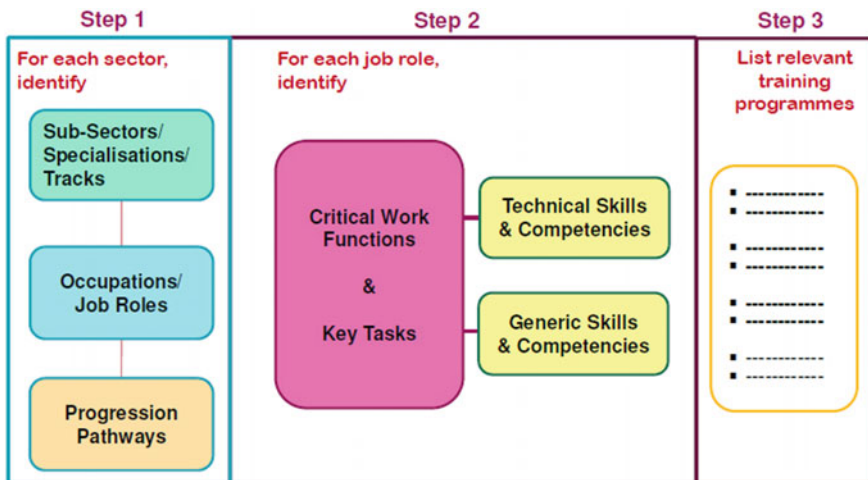 Step 1
For each sector,
identify
Sub-Sectors/
Specialisations/
Tracks
Occupations/
Job Roles
Progression
Pathways
Step 2
For each job role,
identify
Critical Work
Functions
&
Key Tasks
Technical Skills
& Competencies
Generic Skills
& Competencies
Step 3
List relevant
training
programmes